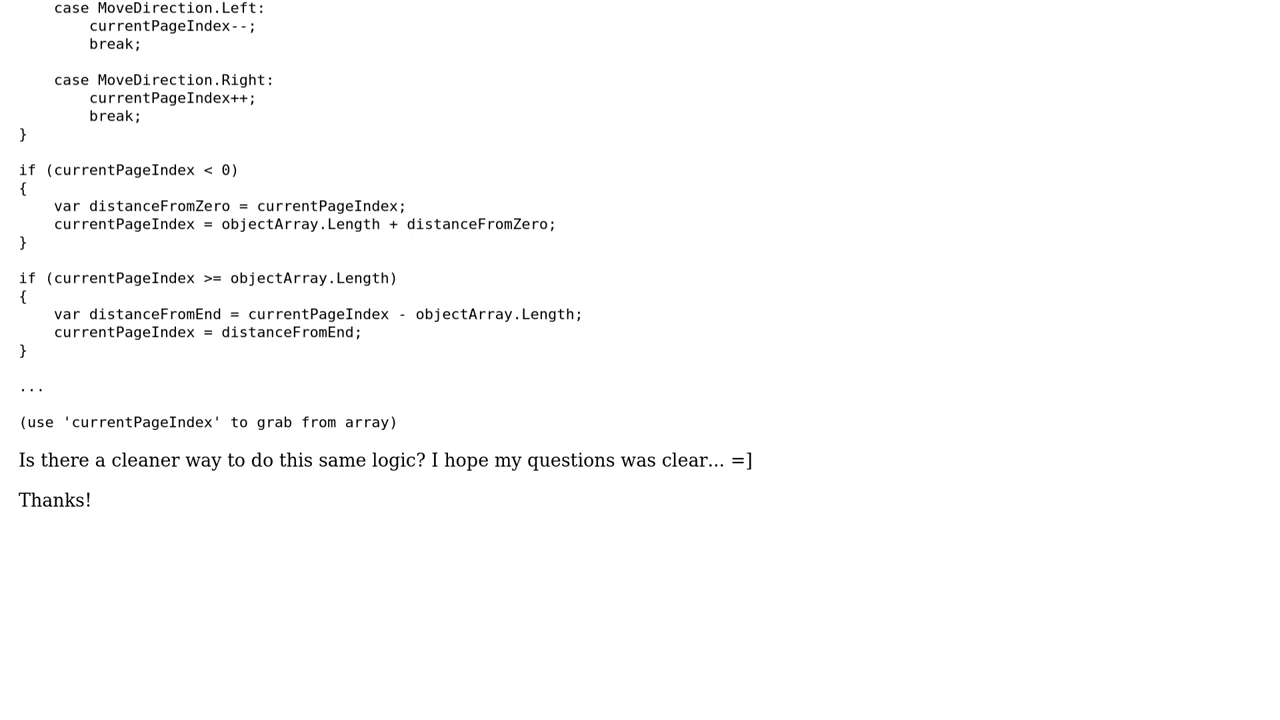 case MoveDirection.Left:
currentPageIndex--;
break;
case MoveDirection.Right:
currentPageIndex++;
break;
}
if (currentPageIndex < 0)
{
var distanceFromZero = currentPageIndex;
currentPageIndex = objectArray.Length + distanceFromZero;
}
if (currentPageIndex >= objectArray.Length)
{
var distanceFromEnd = currentPageIndex - objectArray.Length;
currentPageIndex = distanceFromEnd;
}
...
(use 'currentPageIndex' to grab from array)
Is there a cleaner way to do this same logic? I hope my questions was clear... =]
Thanks!